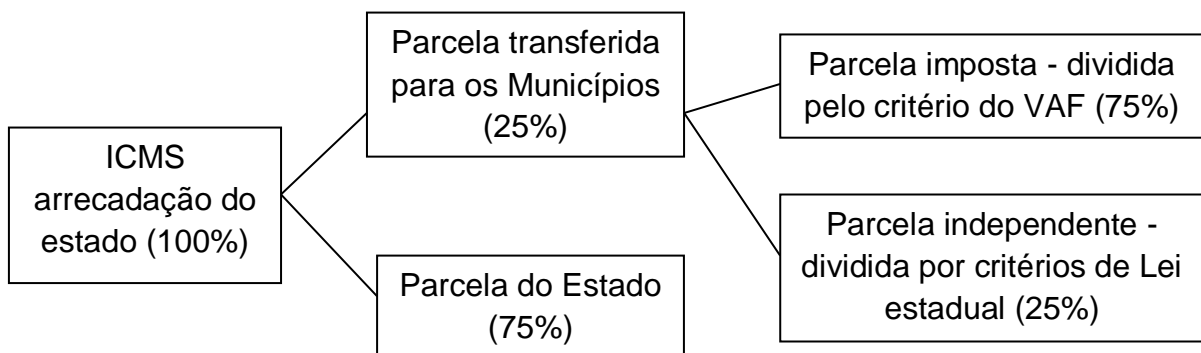 ICMS
arrecadação do
estado (100%)
Parcela transferida
para os Municípios
(25%)
Parcela do Estado
(75%)
Parcela imposta - dividida
pelo critério do VAF (75%)
Parcela independente -
dividida por critérios de Lei
estadual (25%)